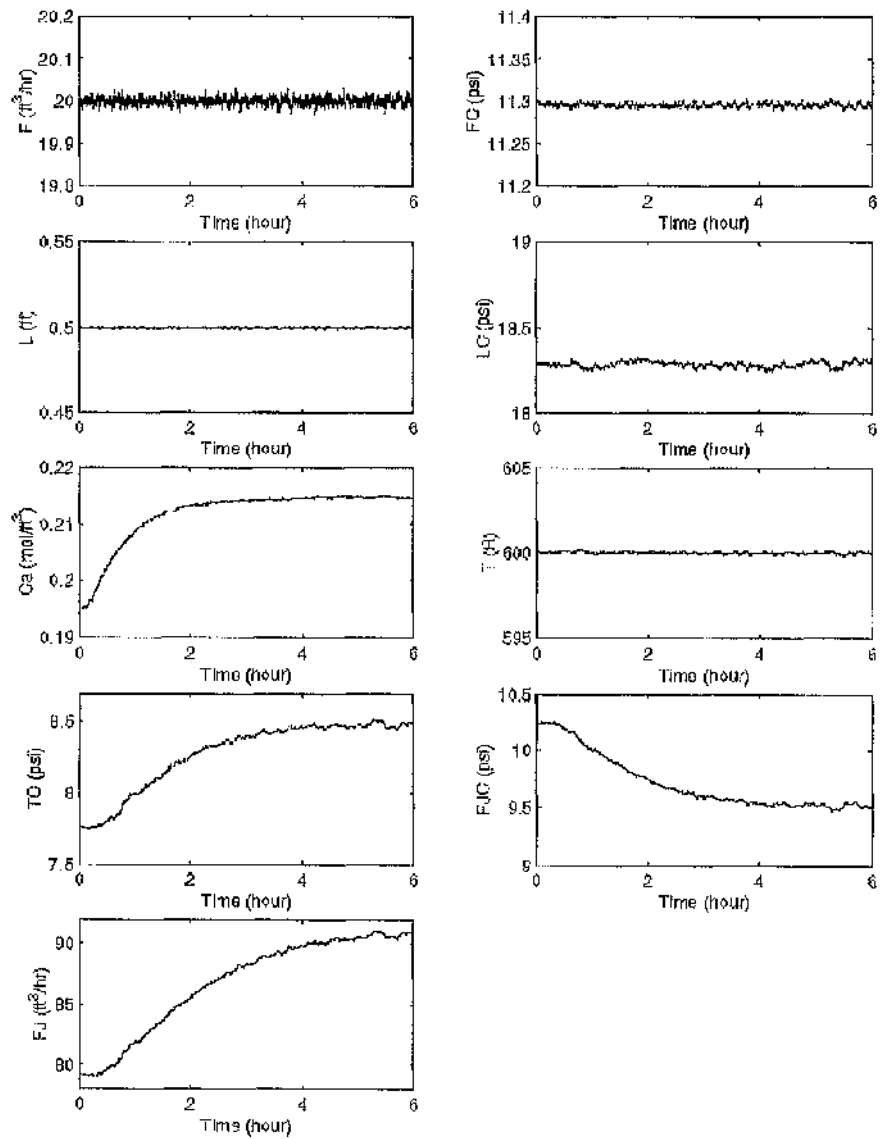 20.2
20.1
20
19.9
19.8
F (ft3/hr)
0 2 4 6
Time (hour)
11.4
11.35
11.3
11.25
11.2
FC (psi)
0 2 4 6
Time (hour)
0.55
0.5
0.45
L (ft)
0 2 4 6
Time (hour)
19
18.5
18
LC (psi)
0 2 4 6
Time (hour)
0.22
0.21
0.2
0.19
Ca (mol/ft3)
0 2 4 6
Time (hour)
605
600
595
T (R)
0 2 4 6
Time (hour)
8.5
8
7.5
TC (psi)
0 2 4 6
Time (hour)
10.5
10
9.5
9
FJC (psi)
0 2 4 6
Time (hour)
90
85
80
FJ (ft3/hr)
0 2 4 6
Time (hour)